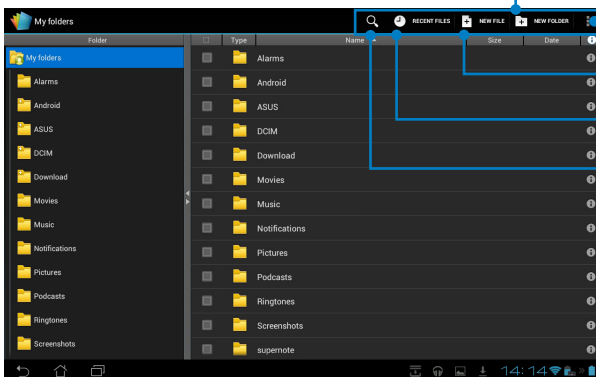 My folders RECENT FILES NEW FILE NEW FOLDER
Folder Type Name Size Date
My folders
Alarms
Android
ASUS
DCIM
Download
Movies
Music
Notifications
Pictures
Podcasts
Ringtones
Screenshots
Alarms
Android
ASUS
DCIM
Download
Movies
Music
Notifications
Pictures
Podcasts
Ringtones
Screenshots
supernote
14:14